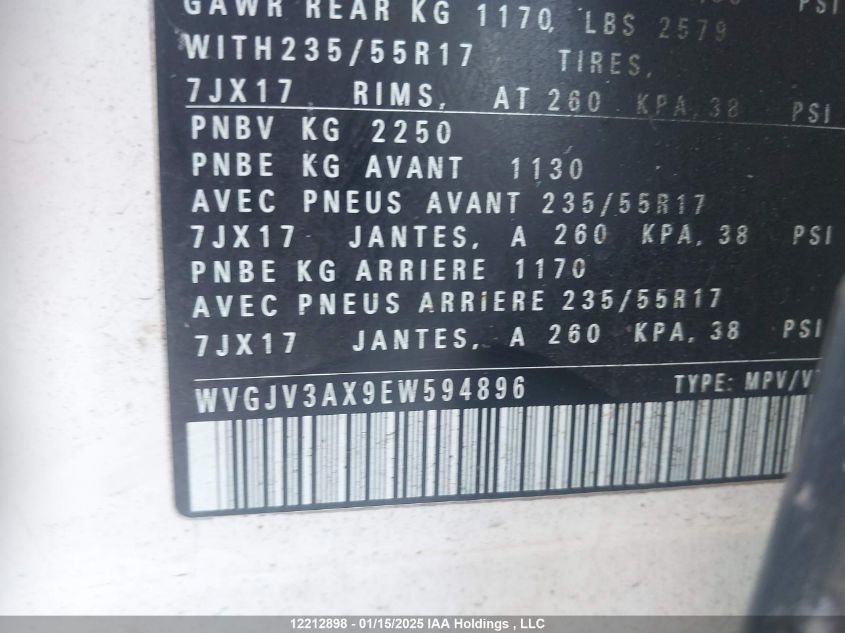 GAWR REAR KG 1170, LBS 2579
WITH235/55R17 TIRES,
7JX17 RIMS, AT 260 KPA,38 PSI
PNBV KG 2250
PNBE KG AVANT 1130
AVEC PNEUS AVANT 235/55R17
7JX17 JANTES, A 260 KPA,38 PSI
PNBE KG ARRIERE 1170
AVEC PNEUS ARRIERE 235/55R17
7JX17 JANTES, A 260 KPA,38 PSI
WVGJV3AX9EW594896 TYPE: MPV/V
12212898 - 01/15/2025 IAA Holdings , LLC